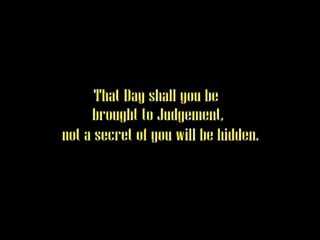 That Day shall you be
brought to Judgement,
not a secret of you will be hidden.